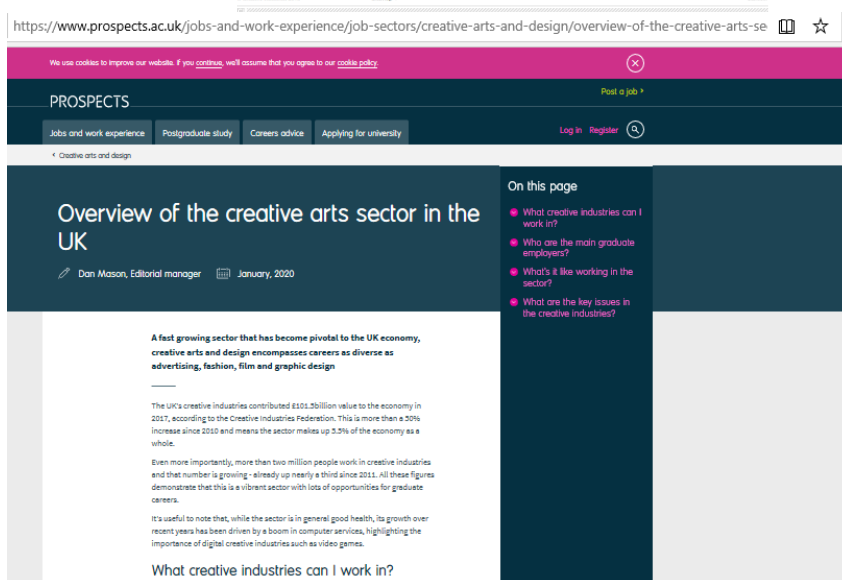 https://www.prospects.ac.uk/jobs-and-work-experience/job-sectors/creative-arts-and-design/overview-of-the-creative-arts-se
We use cookies to improve our website. If you continue, we'll assume that you agree to our cookie policy.
Post a job
PROSPECTS
Jobs and work experience Postgraduate study Careers advice Applying for university
Log in Register
Creative arts and design
Overview of the creative arts sector in the
UK
Dan Mason, Editorial manager January, 2020
On this page
What creative industries can I
work in?
Who are the main graduate
employers?
What's it like working in the
sector?
What are the key issues in
the creative industries?
A fast growing sector that has become pivotal to the UK economy,
creative arts and design encompasses careers as diverse as
advertising, fashion, film and graphic design
The UK's creative industries contributed £101.5billion value to the economy in
2017, according to the Creative Industries Federation. This is more than a 50%
increase since 2010 and means the sector makes up 5.5% of the economy as a
whole.
Even more importantly, more than two million people work in creative industries
and that number is growing - already up nearly a third since 2011. All these figures
demonstrate that this is a vibrant sector with lots of opportunities for graduate
careers.
It's useful to note that, while the sector is in general good health, its growth over
recent years has been driven by a boom in computer services, highlighting the
importance of digital creative industries such as video games.
What creative industries can I work in?